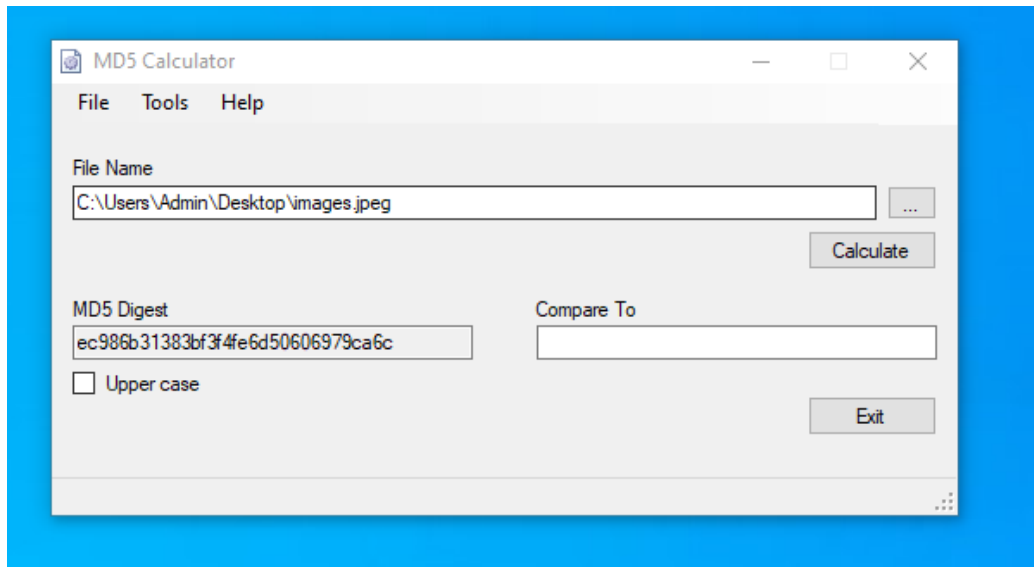 MD5 Calculator
File Tools Help
File Name
C:\Users\Admin\Desktop\images.jpeg
...
Calculate
MD5 Digest
Compare To
ec986b31383bf3f4fe6d50606979ca6c
Upper case
Exit